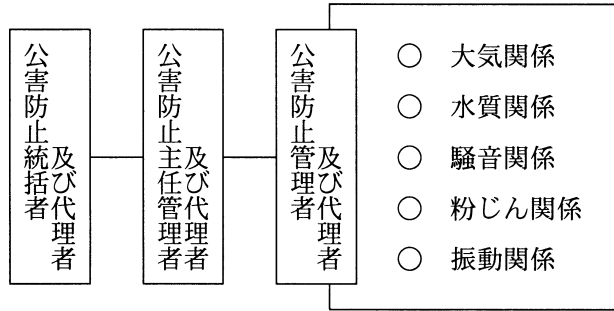 公害防止統括者
及び代理者
公害防止主任管理者
及び代理者
公害防止管理者
及び代理者
○ 大気関係
○ 水質関係
○ 騒音関係
○ 粉じん関係
○ 振動関係